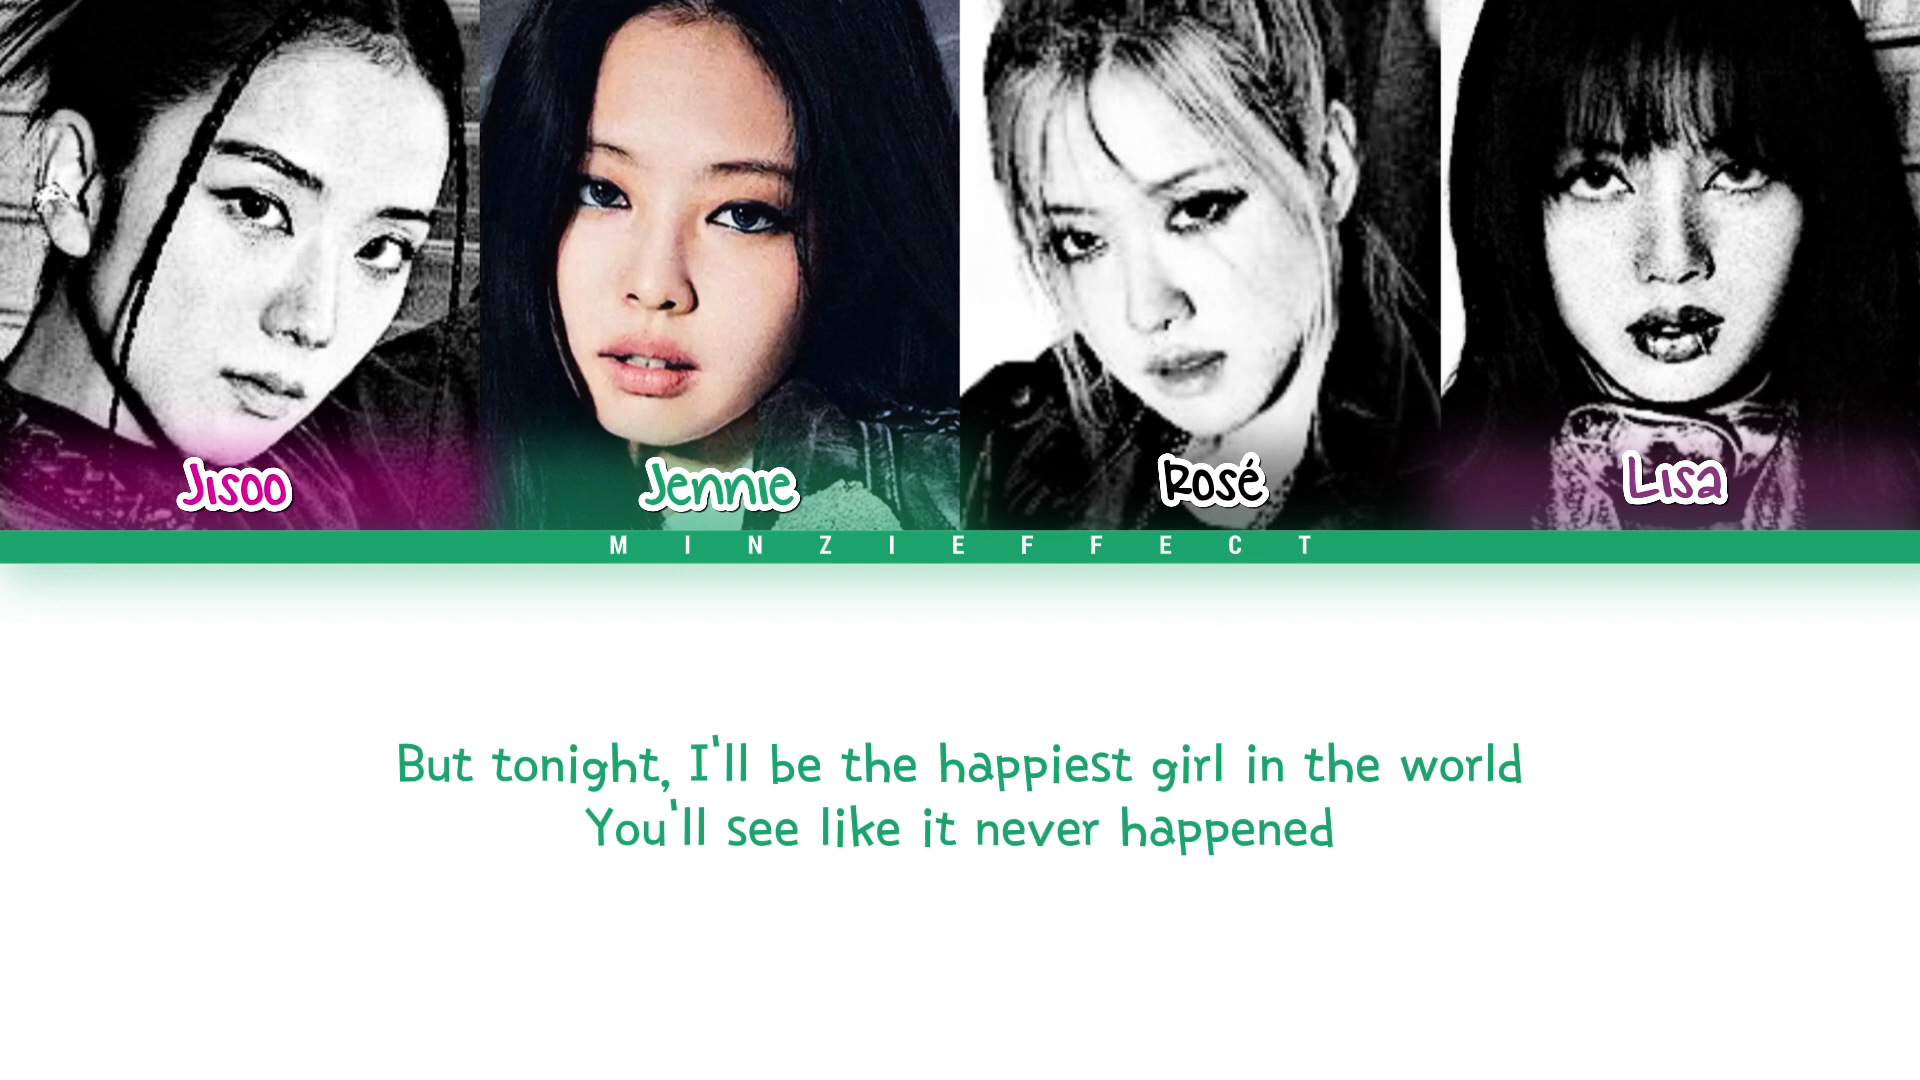 Jisoo
Jennie
Rosé
Lisa
MINZIEFFECT
But tonight, I'll be the happiest girl in the world
You'll see like it never happened